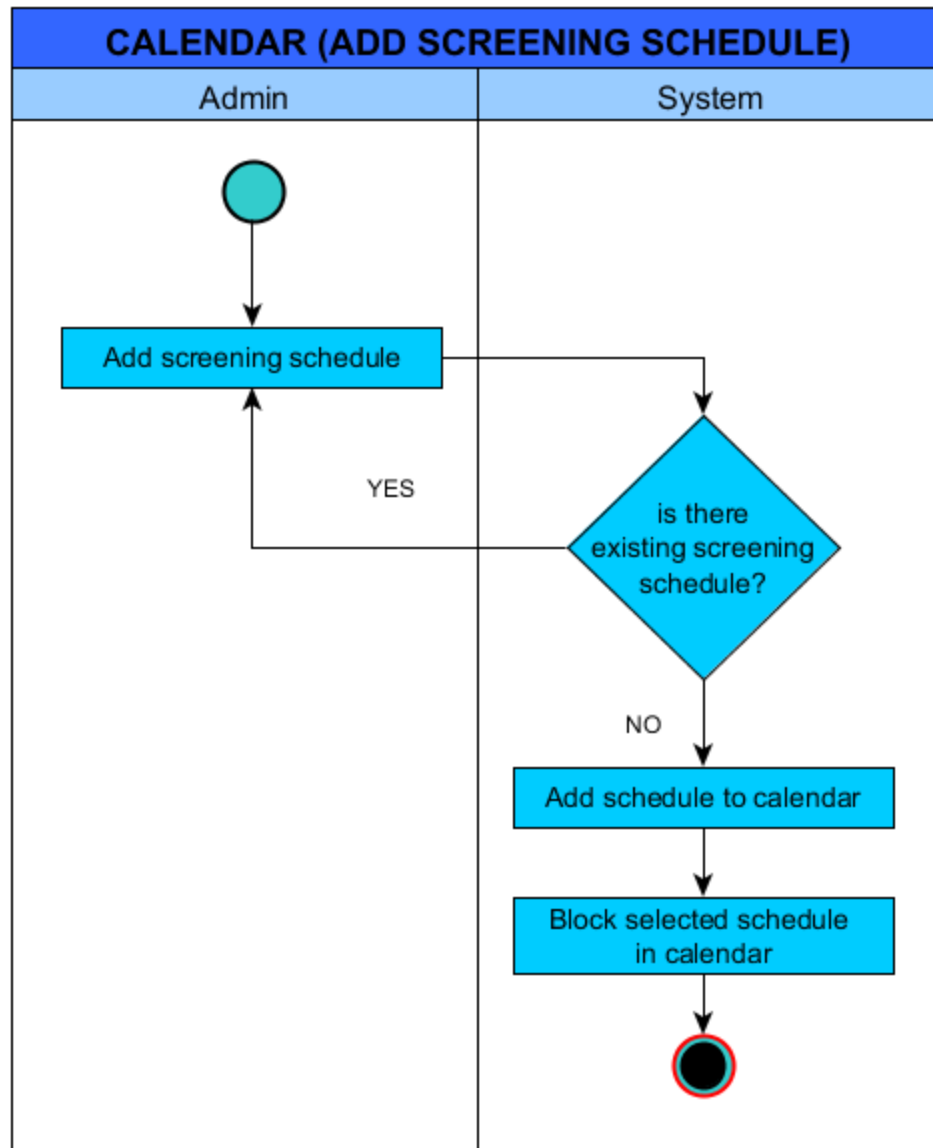 CALENDAR (ADD SCREENING SCHEDULE)
Admin
System
Add screening schedule
YES
is there
existing screening
schedule?
NO
Add schedule to calendar
Block selected schedule
in calendar